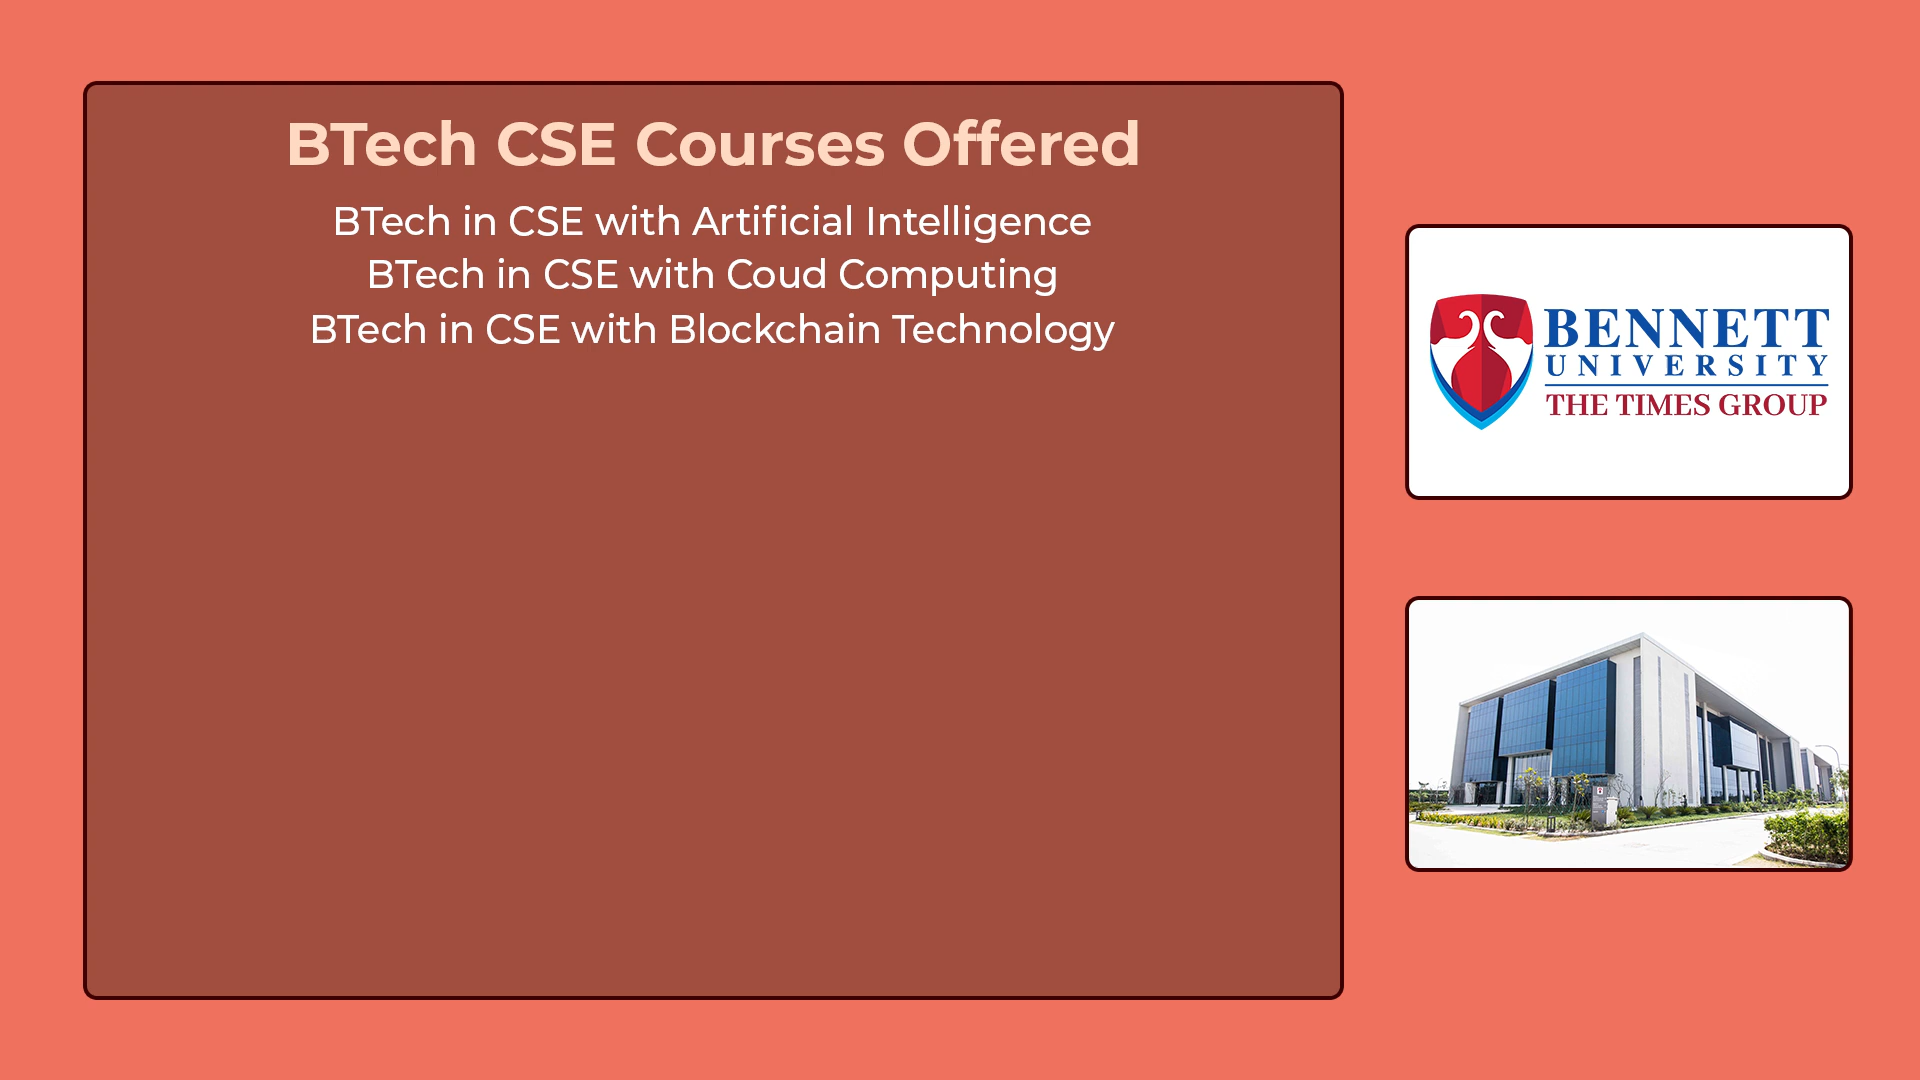 BTech CSE Courses Offered
BTech in CSE with Artificial Intelligence
BTech in CSE with Coud Computing
BTech in CSE with Blockchain Technology
BENNETT
UNIVERSITY
THE TIMES GROUP